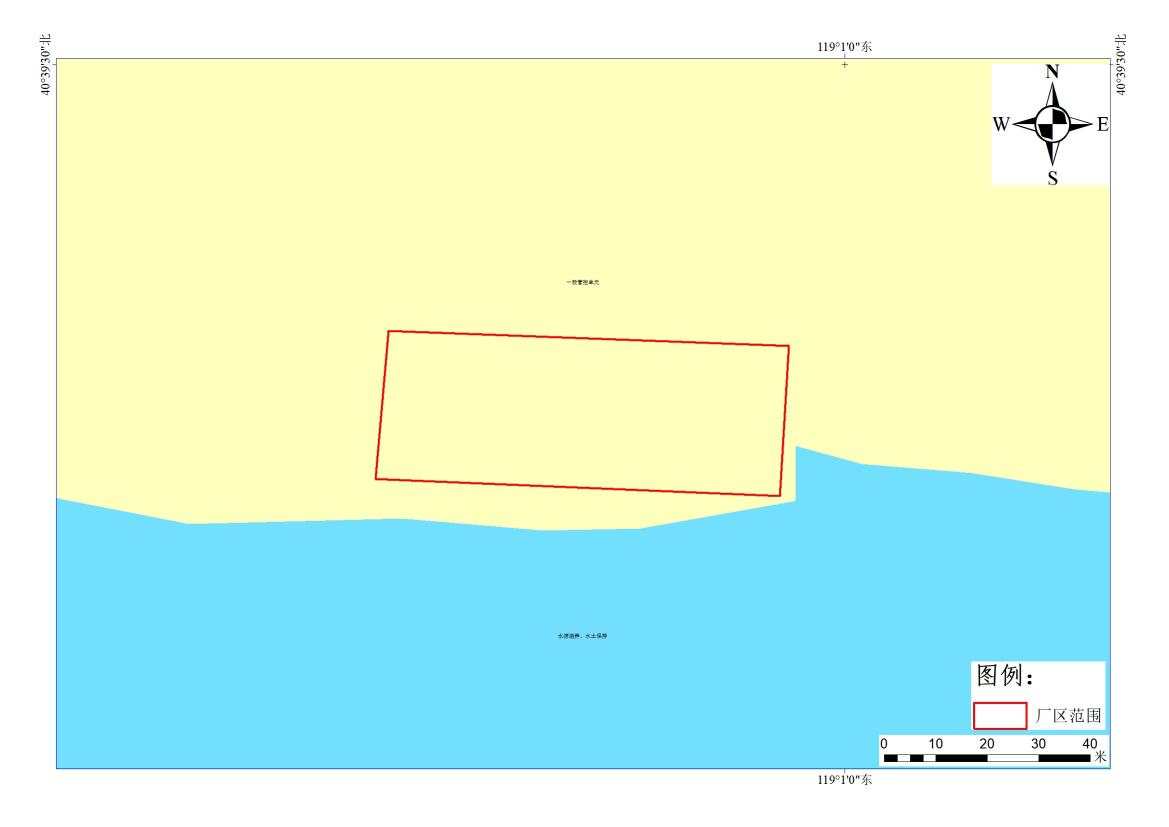 119°1'0"东
40°39'30"北
40°39'30"北
N
W
E
S
一般管控单元
水源涵养、水土保持
图例：
厂区范围
0 10 20 30 40
米
119°1'0"东